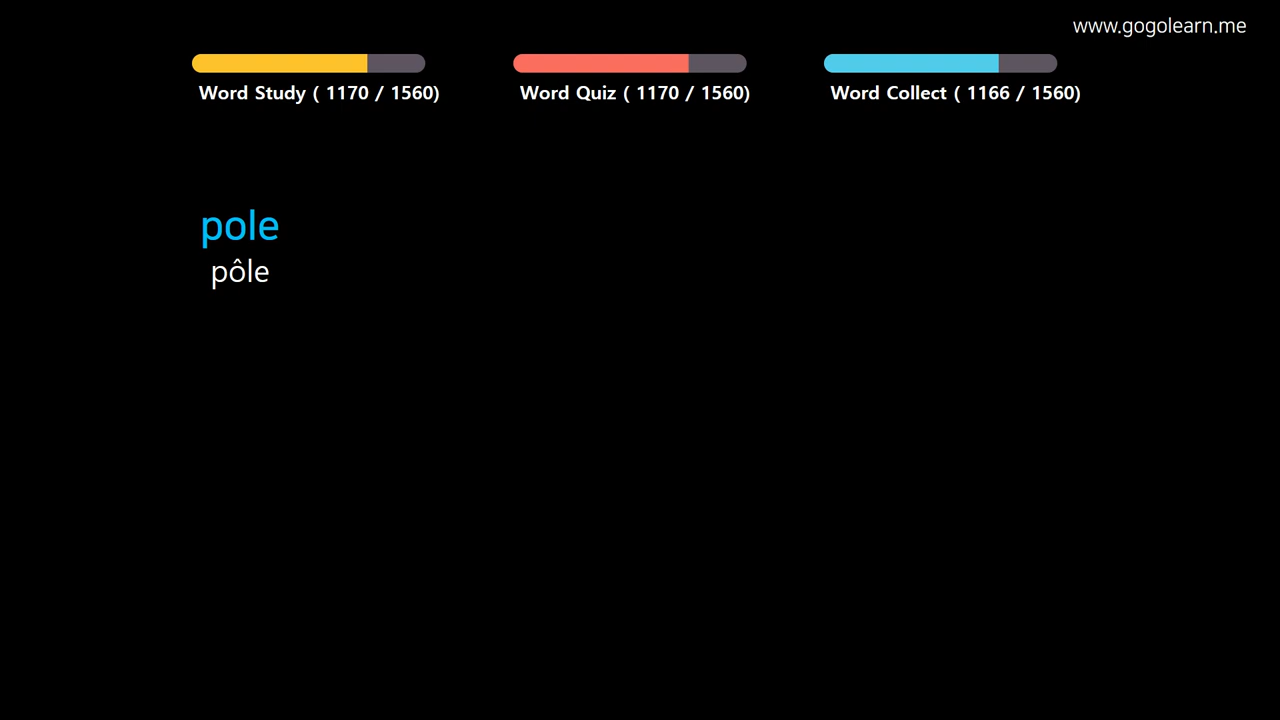 www.gogolearn.me
Word Study ( 1170 / 1560)
Word Quiz ( 1170 / 1560)
Word Collect ( 1166 / 1560)
pole
pôle